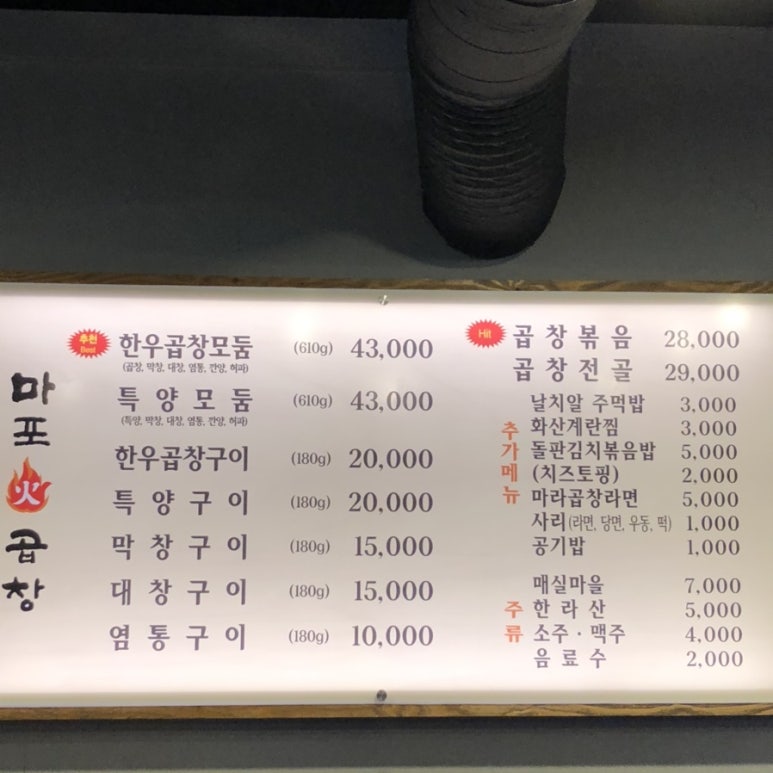 마포火곱창
추천 Best 한우곱창모둠 (610g) 43,000
(곱창, 막창, 대창, 염통, 깐양, 허파)
특양모둠 (610g) 43,000
(특양, 막창, 대창, 염통, 깐양, 허파)
한우곱창구이 (180g) 20,000
특양구이 (180g) 20,000
막창구이 (180g) 15,000
대창구이 (180g) 15,000
염통구이 (180g) 10,000
Hit 곱창볶음 28,000
곱창전골 29,000
추가메뉴
날치알 주먹밥 3,000
화산계란찜 3,000
돌판김치볶음밥 5,000
(치즈토핑) 2,000
마라곱창라면 5,000
사리(라면, 당면, 우동, 떡) 1,000
공기밥 1,000
주류
매실마을 7,000
한라산 5,000
소주·맥주 4,000
음료수 2,000